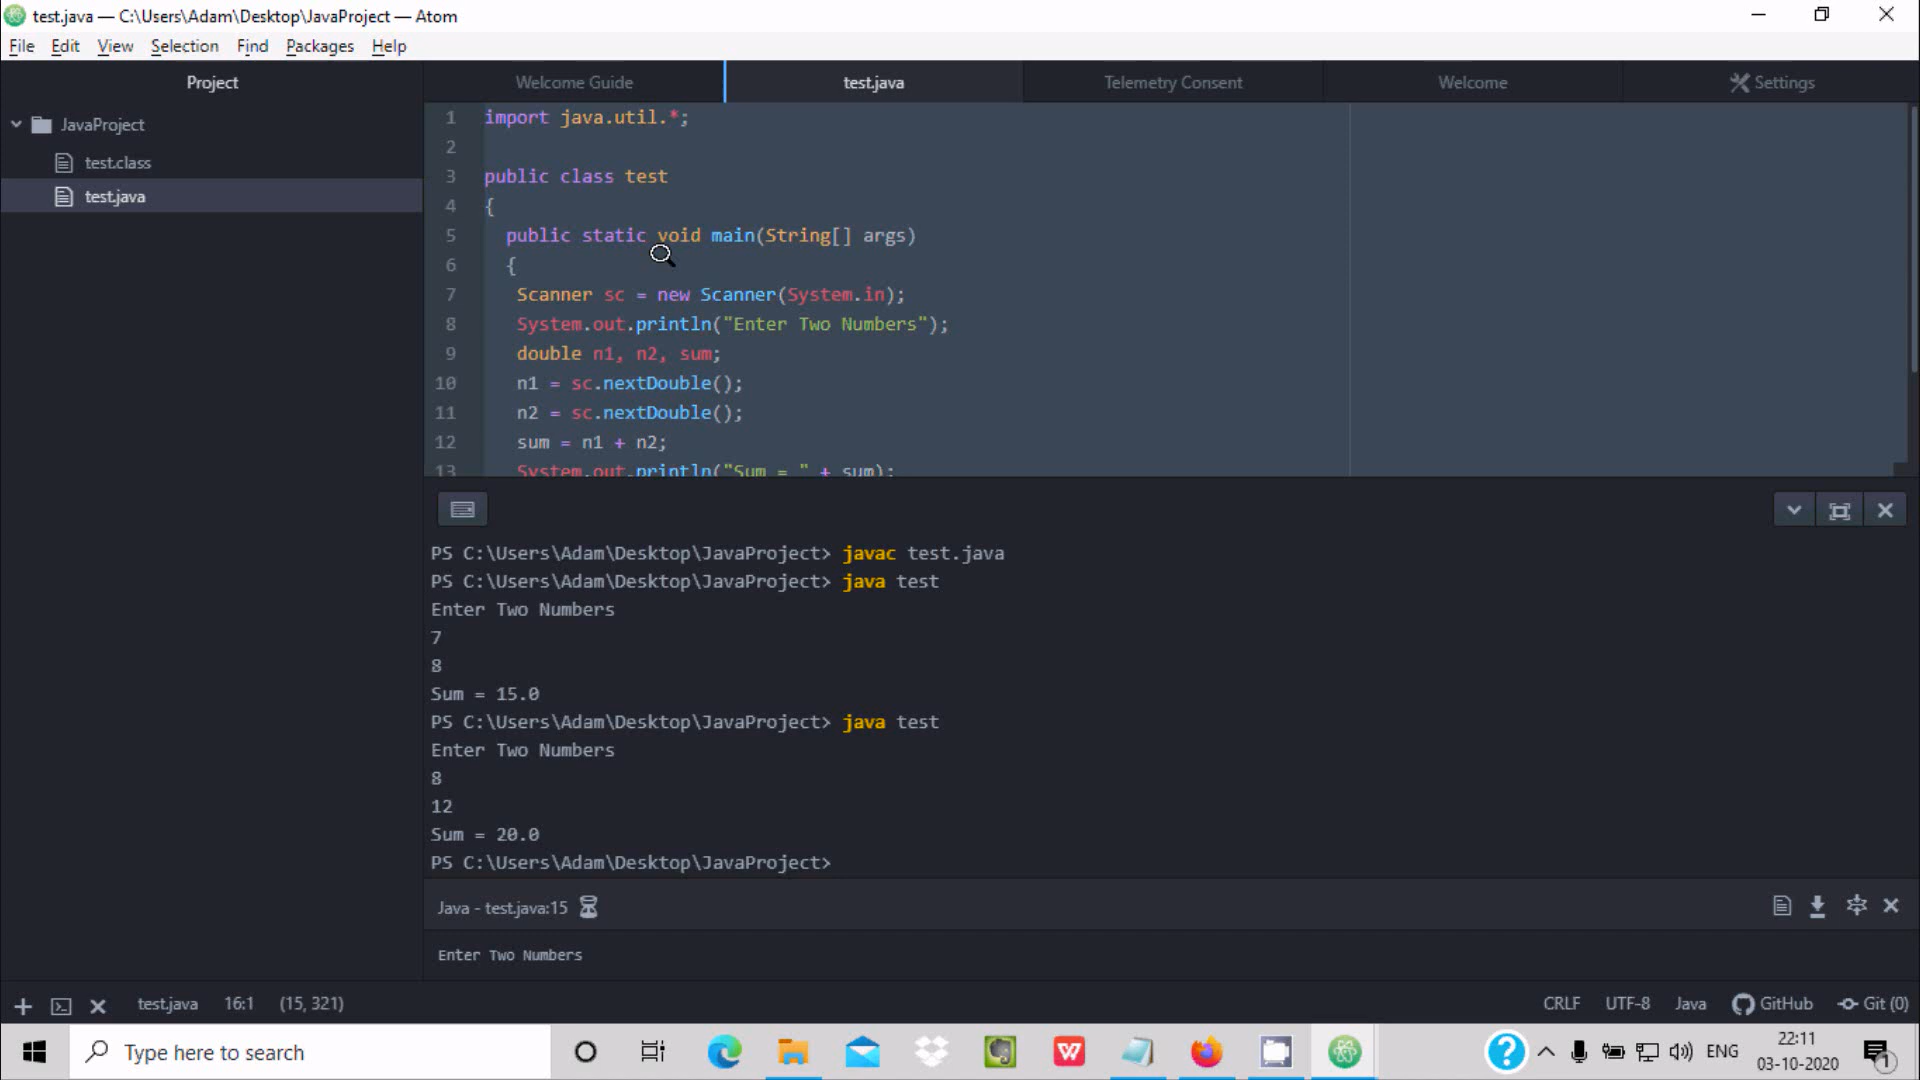 test.java — C:\Users\Adam\Desktop\JavaProject — Atom
File Edit View Selection Find Packages Help
Project
Welcome Guide
test.java
Telemetry Consent
Welcome
Settings
JavaProject
test.class
test.java
1 import java.util.*;
2
3 public class test
4 {
5 public static void main(String[] args)
6 {
7 Scanner sc = new Scanner(System.in);
8 System.out.println("Enter Two Numbers");
9 double n1, n2, sum;
10 n1 = sc.nextDouble();
11 n2 = sc.nextDouble();
12 sum = n1 + n2;
13 System.out.println("Sum = " + sum);
PS C:\Users\Adam\Desktop\JavaProject> javac test.java
PS C:\Users\Adam\Desktop\JavaProject> java test
Enter Two Numbers
7
8
Sum = 15.0
PS C:\Users\Adam\Desktop\JavaProject> java test
Enter Two Numbers
8
12
Sum = 20.0
PS C:\Users\Adam\Desktop\JavaProject>
Java - test.java:15
Enter Two Numbers
test.java 16:1 (15, 321)
CRLF UTF-8 Java GitHub Git (0)
Type here to search
W
?
ENG
22:11
03-10-2020
1